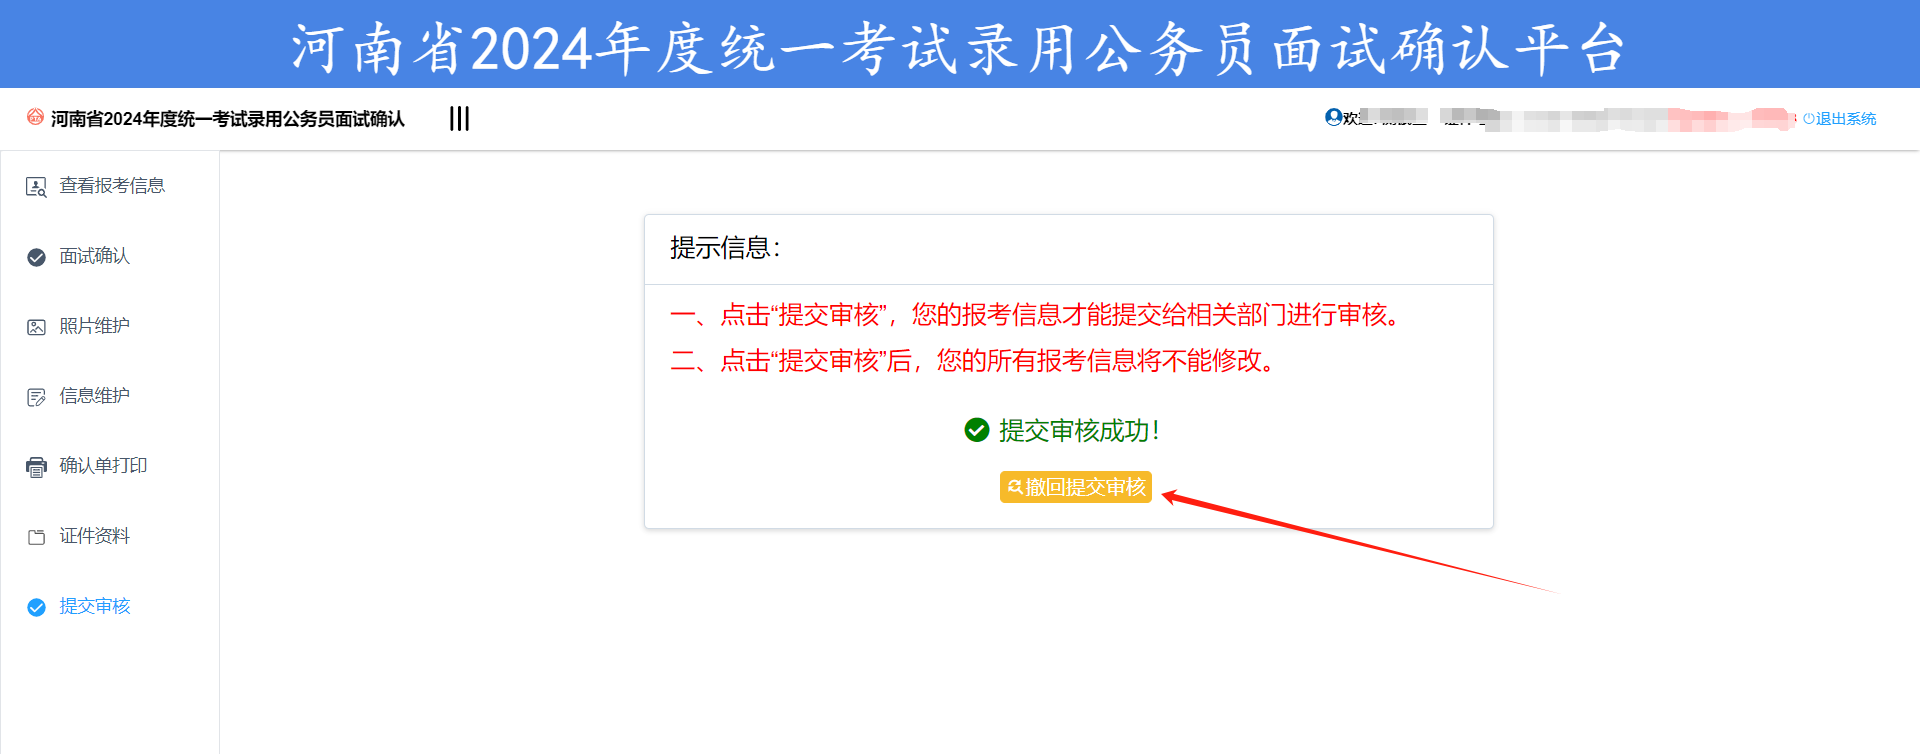 河南省2024年度统一考试录用公务员面试确认平台
河南省2024年度统一考试录用公务员面试确认
欢
退出系统
查看报考信息
面试确认
照片维护
信息维护
确认单打印
证件资料
提交审核
提示信息：
一、点击“提交审核”，您的报考信息才能提交给相关部门进行审核。
二、点击“提交审核”后，您的所有报考信息将不能修改。
提交审核成功！
撤回提交审核